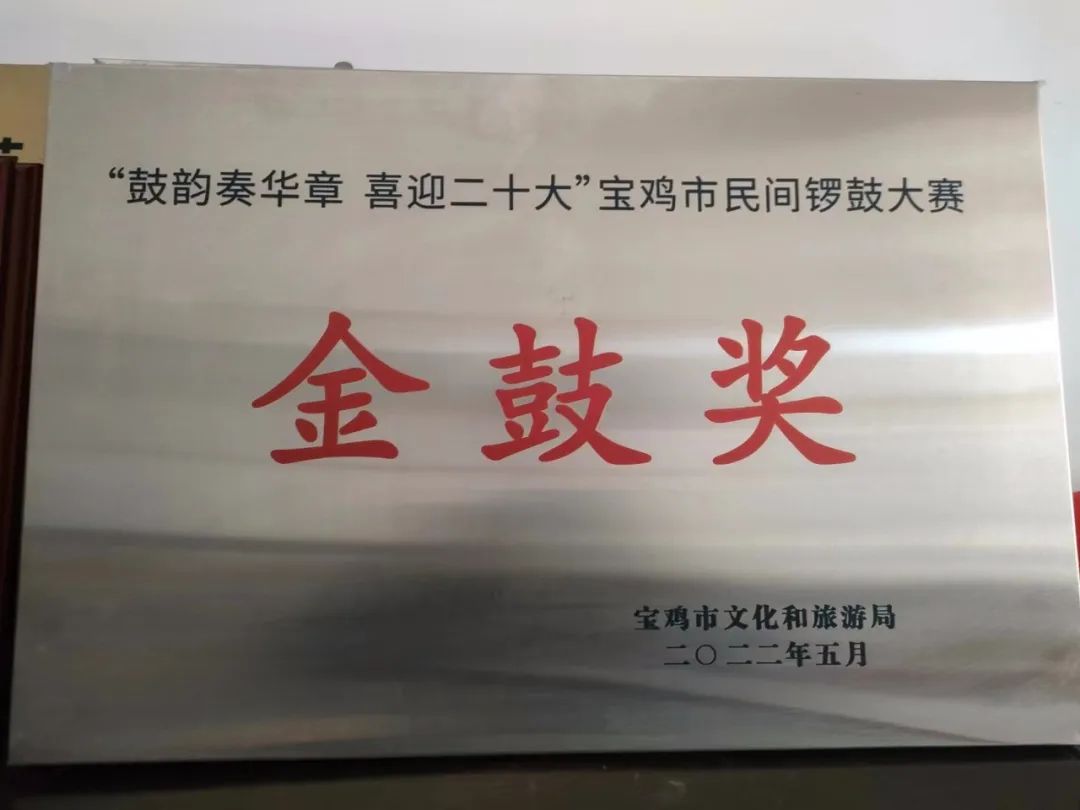 “鼓韵奏华章 喜迎二十大”宝鸡市民间锣鼓大赛
金鼓奖
宝鸡市文化和旅游局
二〇二二年五月